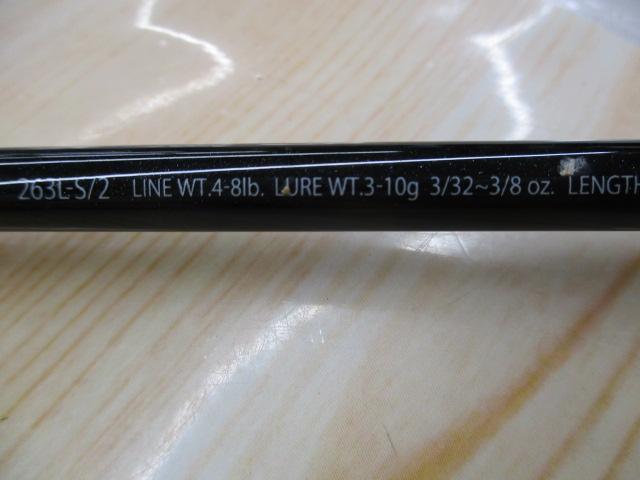 263L-S/2 LINE WT.4-8lb. LURE WT.3-10g 3/32~3/8 oz. LENGTH